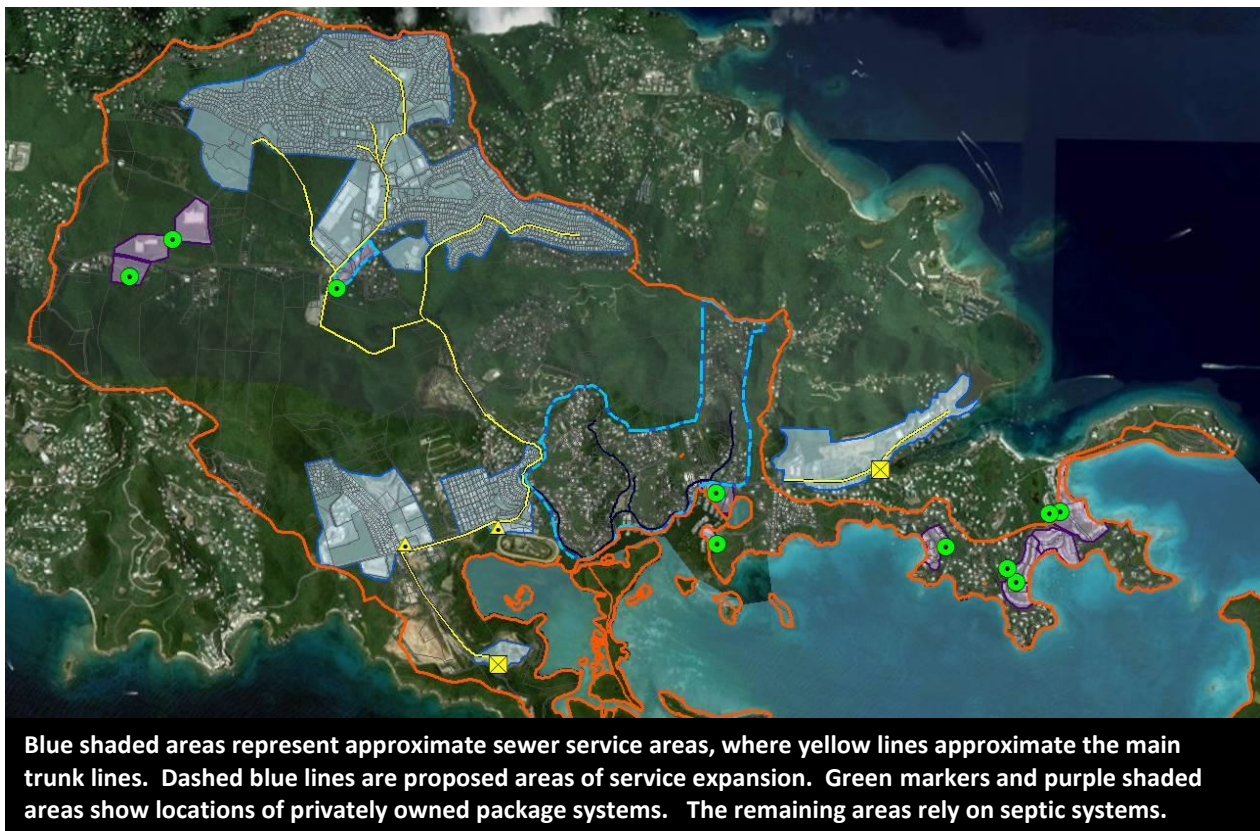 Blue shaded areas represent approximate sewer service areas, where yellow lines approximate the main
trunk lines.  Dashed blue lines are proposed areas of service expansion.  Green markers and purple shaded
areas show locations of privately owned package systems.   The remaining areas rely on septic systems.